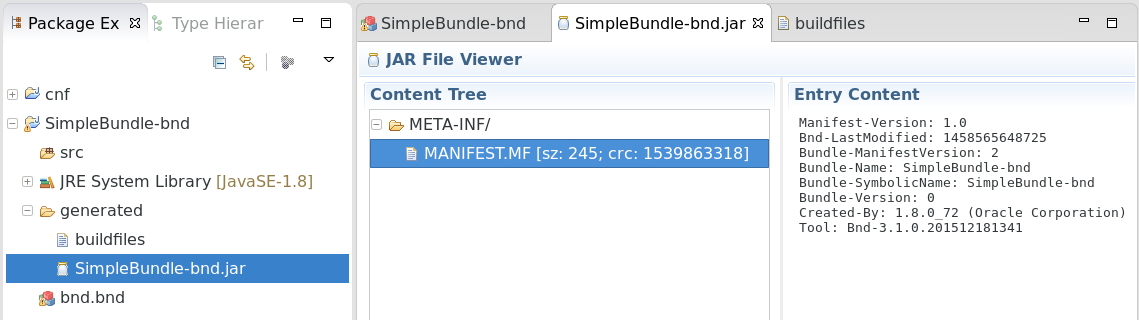 Package Ex
Type Hierar
cnf
SimpleBundle-bnd
src
JRE System Library [JavaSE-1.8]
generated
buildfiles
SimpleBundle-bnd.jar
bnd.bnd
SimpleBundle-bnd
SimpleBundle-bnd.jar
buildfiles
JAR File Viewer
Content Tree
META-INF/
MANIFEST.MF [sz: 245; crc: 1539863318]
Entry Content
Manifest-Version: 1.0
Bnd-LastModified: 1458565648725
Bundle-ManifestVersion: 2
Bundle-Name: SimpleBundle-bnd
Bundle-SymbolicName: SimpleBundle-bnd
Bundle-Version: 0
Created-By: 1.8.0_72 (Oracle Corporation)
Tool: Bnd-3.1.0.201512181341